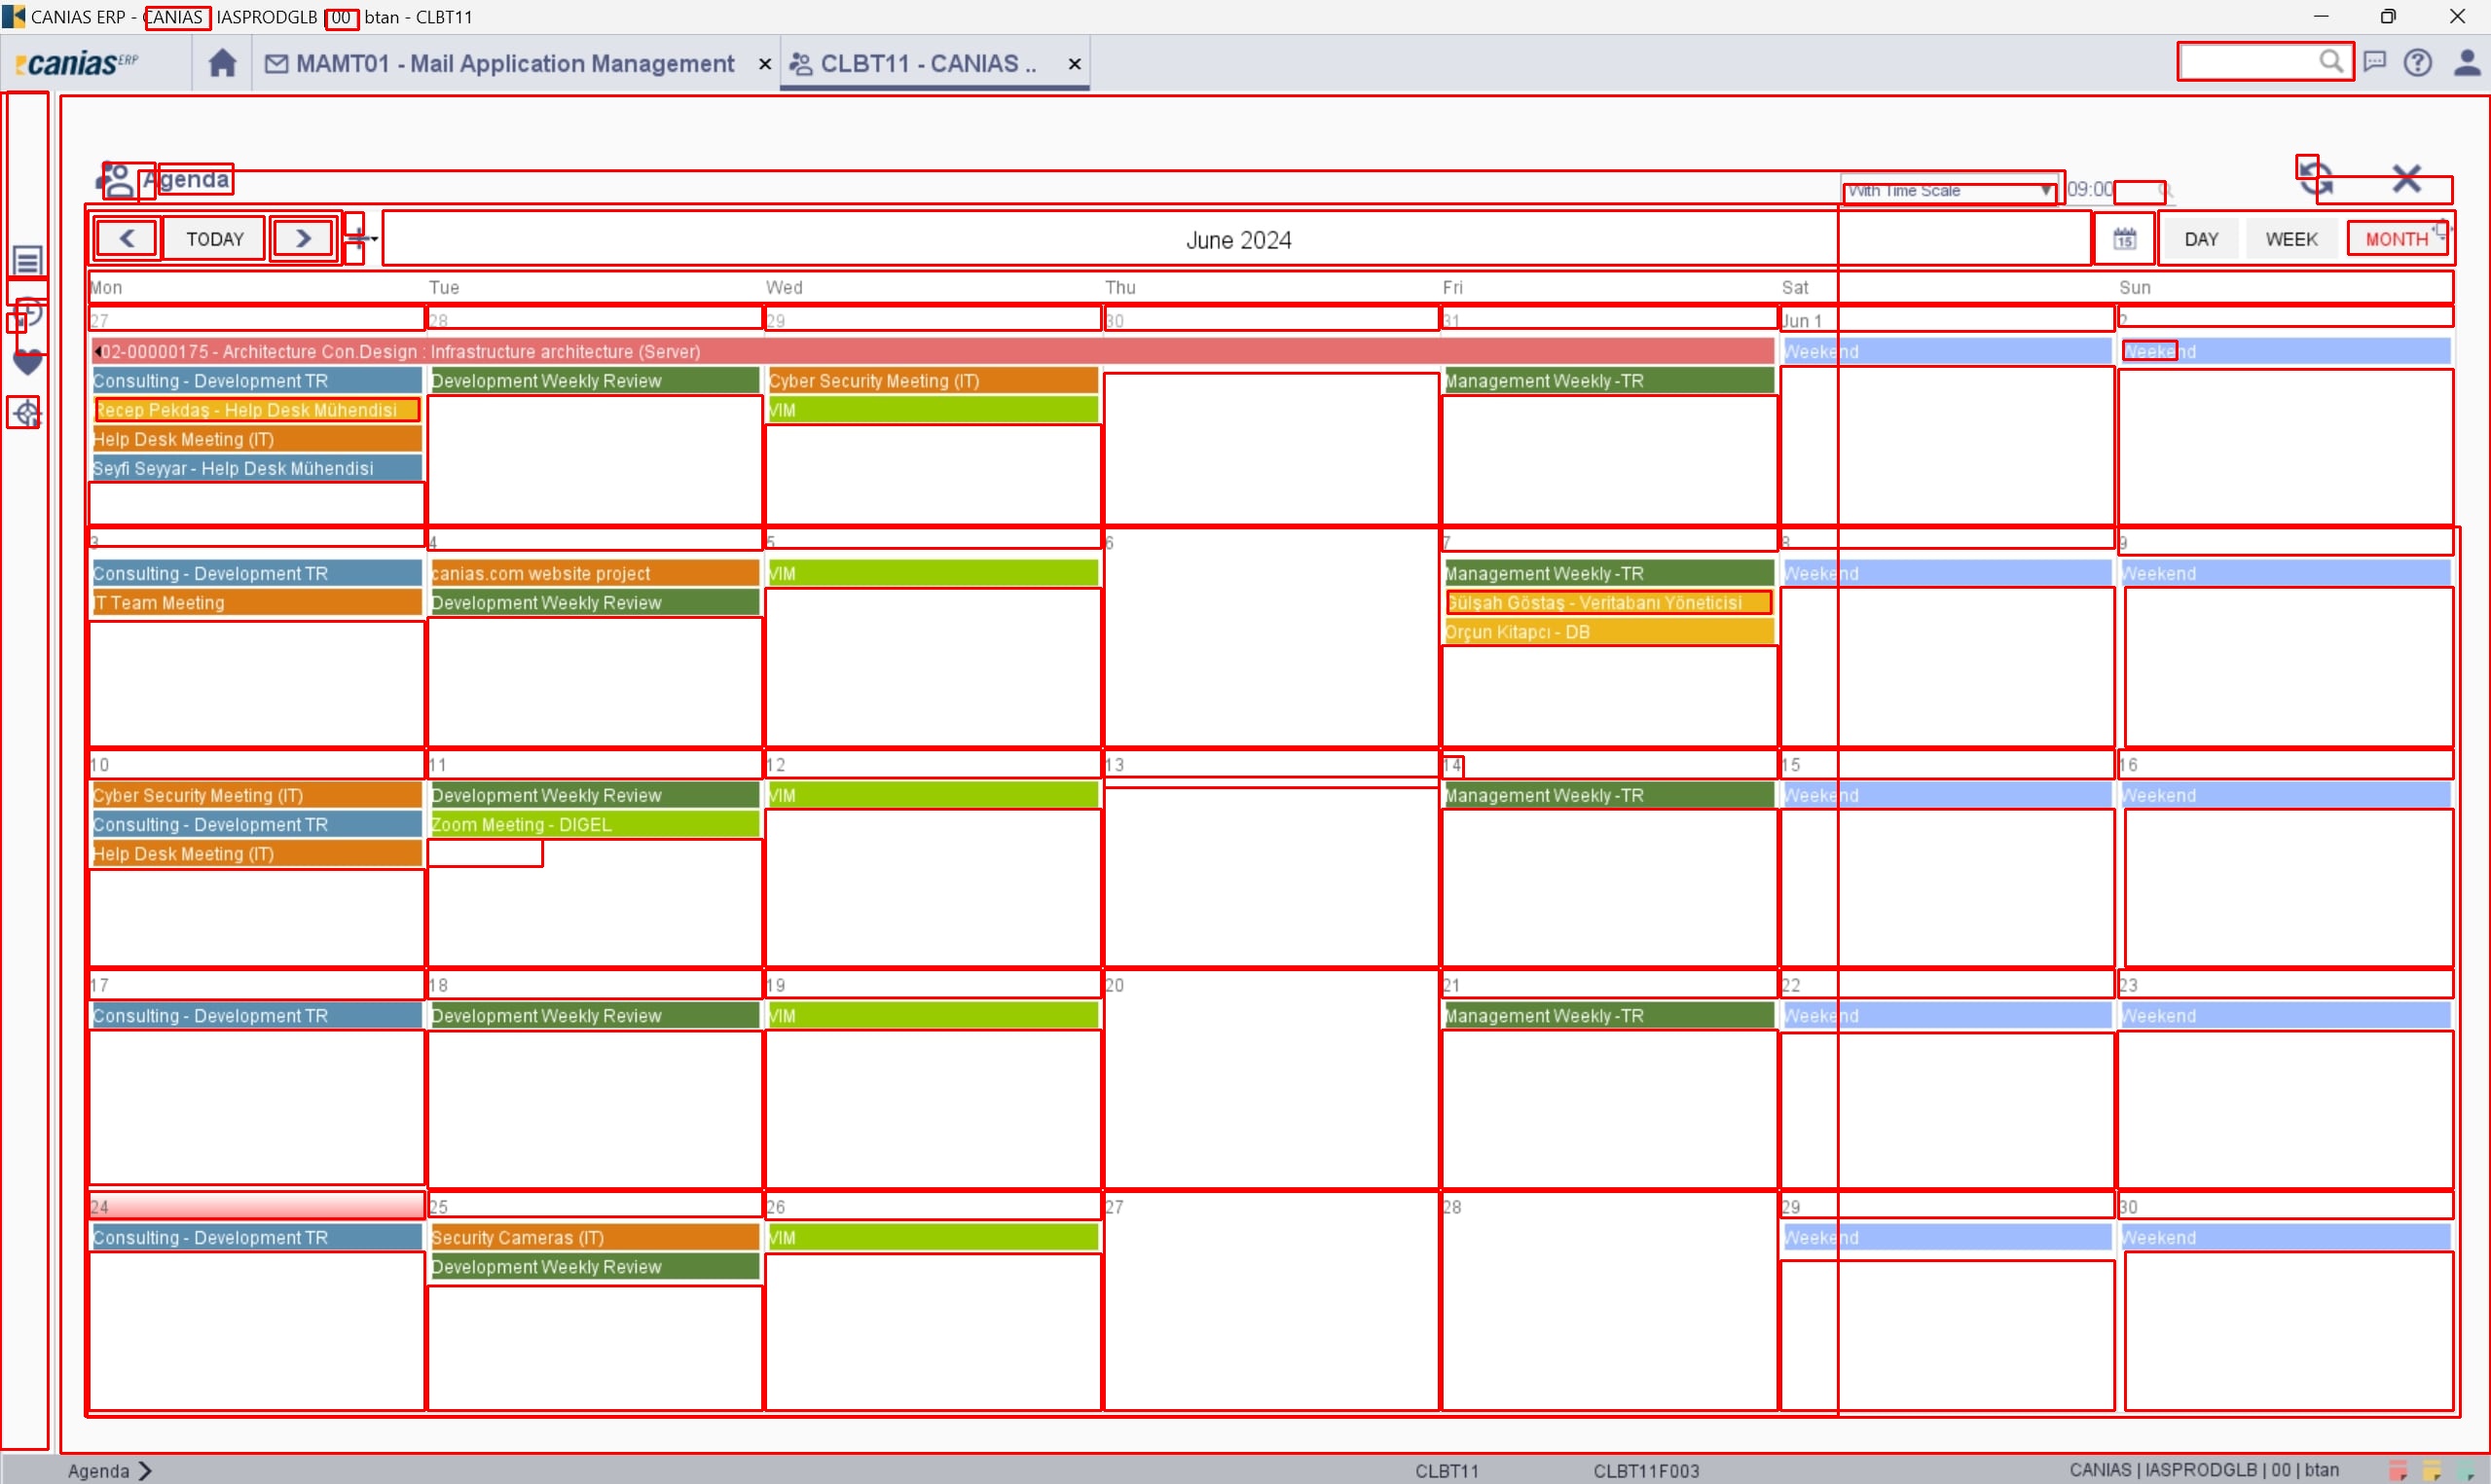 CANIAS ERP - CANIAS | IASPRODGLB | 00 | btan - CLBT11
caniasERP MAMT01 - Mail Application Management × CLBT11 - CANIAS .. ×
Agenda With Time Scale 09:00
TODAY June 2024 15 DAY WEEK MONTH
Mon Tue Wed Thu Fri Sat Sun
27 28 29 30 31 Jun 1 2
02-00000175 - Architecture Con.Design : Infrastructure architecture (Server) Weekend Weekend
Consulting - Development TR Development Weekly Review Cyber Security Meeting (IT) Management Weekly -TR
Recep Pekdaş - Help Desk Mühendisi VIM
Help Desk Meeting (IT)
Seyfi Seyyar - Help Desk Mühendisi
3 4 5 6 7 8 9
Consulting - Development TR canias.com website project VIM Management Weekly -TR Weekend Weekend
IT Team Meeting Development Weekly Review Gülşah Göstaş - Veritabanı Yöneticisi
Orçun Kitapcı - DB
10 11 12 13 14 15 16
Cyber Security Meeting (IT) Development Weekly Review VIM Management Weekly -TR Weekend Weekend
Consulting - Development TR Zoom Meeting - DIGEL
Help Desk Meeting (IT)
17 18 19 20 21 22 23
Consulting - Development TR Development Weekly Review VIM Management Weekly -TR Weekend Weekend
24 25 26 27 28 29 30
Consulting - Development TR Security Cameras (IT) VIM Weekend Weekend
Development Weekly Review
Agenda CLBT11 CLBT11F003 CANIAS | IASPRODGLB | 00 | btan